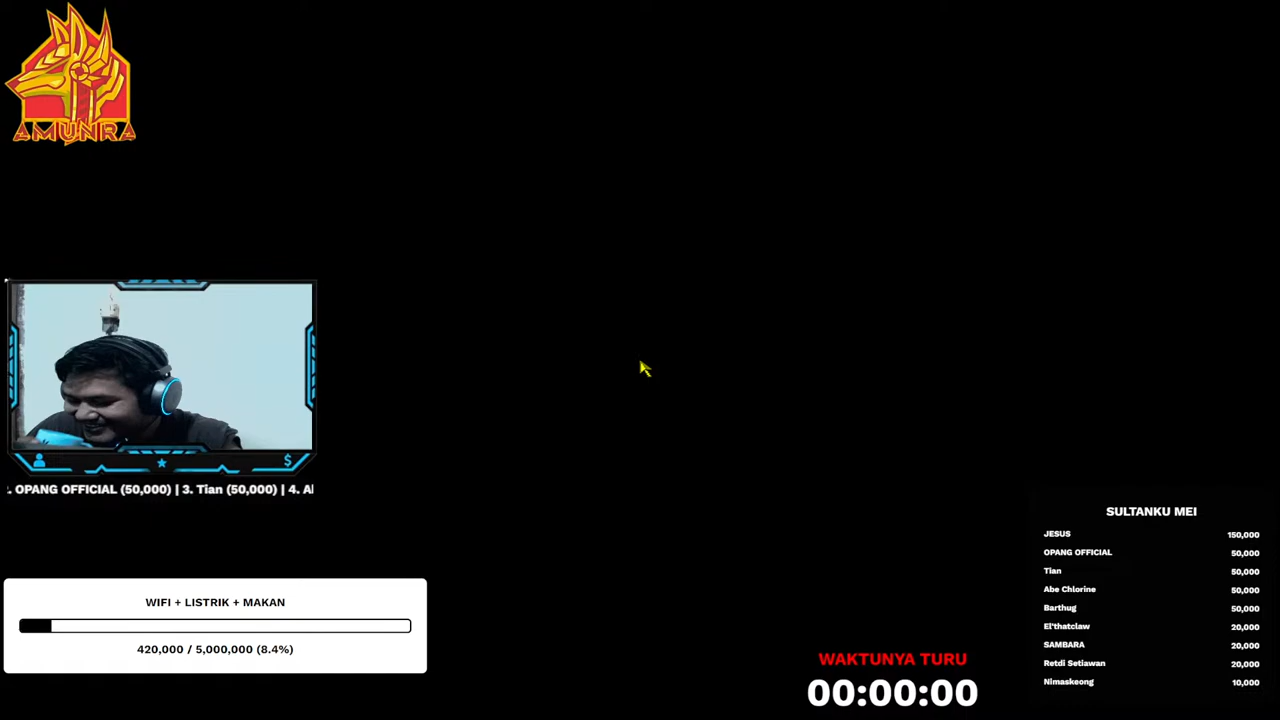 AMUNRA
. OPANG OFFICIAL (50,000) | 3. Tian (50,000) | 4. Al
WIFI + LISTRIK + MAKAN
420,000 / 5,000,000 (8.4%)
WAKTUNYA TURU
00:00:00
SULTANKU MEI
JESUS 150,000
OPANG OFFICIAL 50,000
Tian 50,000
Abe Chlorine 50,000
Barthug 50,000
El'thatclaw 20,000
SAMBARA 20,000
Retdi Setiawan 20,000
Nimaskeong 10,000